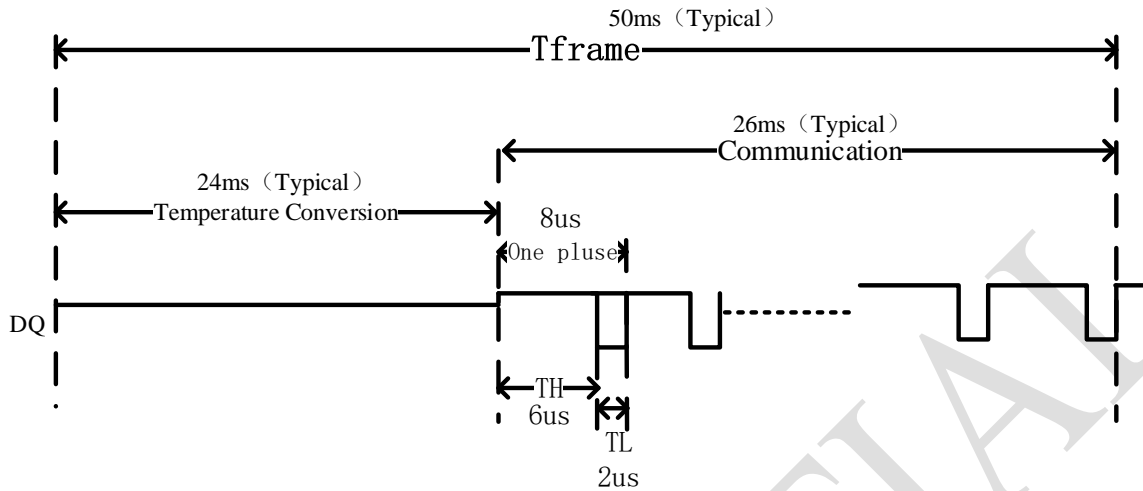 50ms（Typical）
Tframe
26ms（Typical）
Communication
24ms（Typical）
Temperature Conversion
8us
One pluse
DQ
TH
6us
TL
2us